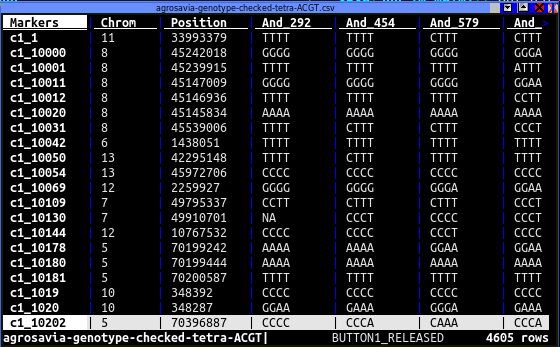 agrosavia-genotype-checked-tetra-ACGT.csv
Markers | Chrom | Position | And_292 | And_454 | And_579 | And_>
c1_1 | 11 | 33993379 | TTTT | TTTT | CTTT | CTTT
c1_10000 | 8 | 45242018 | GGGG | GGGG | GGGG | GGGA
c1_10001 | 8 | 45239915 | TTTT | TTTT | TTTT | ATTT
c1_10011 | 8 | 45147009 | GGGG | GGGG | GGGG | GGAA
c1_10012 | 8 | 45146936 | TTTT | TTTT | TTTT | CCTT
c1_10020 | 8 | 45145834 | AAAA | AAAA | AAAA | AAAA
c1_10031 | 8 | 45539006 | TTTT | CTTT | CTTT | CCCT
c1_10042 | 6 | 1438051 | TTTT | TTTT | TTTT | TTTT
c1_10050 | 13 | 42295148 | TTTT | CTTT | TTTT | TTTT
c1_10054 | 13 | 45972706 | CCCC | CCCC | CCCC | CCCC
c1_10069 | 12 | 2259927 | GGGG | GGGG | GGGA | GGAA
c1_10109 | 7 | 49795337 | CCTT | CTTT | CTTT | CTTT
c1_10130 | 7 | 49910701 | NA | CCCT | CCCC | CCCT
c1_10144 | 12 | 10767532 | CCCC | CCCC | CCCT | CCCC
c1_10178 | 5 | 70199242 | AAAA | AAAA | GGAA | GGAA
c1_10180 | 5 | 70199444 | AAAA | AAAA | AAAA | AAAA
c1_10181 | 5 | 70200587 | TTTT | TTTT | TTTT | TTTT
c1_1019 | 10 | 348392 | CCCC | CCCC | CCCC | CCCC
c1_1020 | 10 | 348287 | GGAA | GAAA | GGGA | GGAA
c1_10202 | 5 | 70396887 | CCCC | CCCA | CAAA | CCCA
agrosavia-genotype-checked-tetra-ACGT| BUTTON1_RELEASED 4605 rows